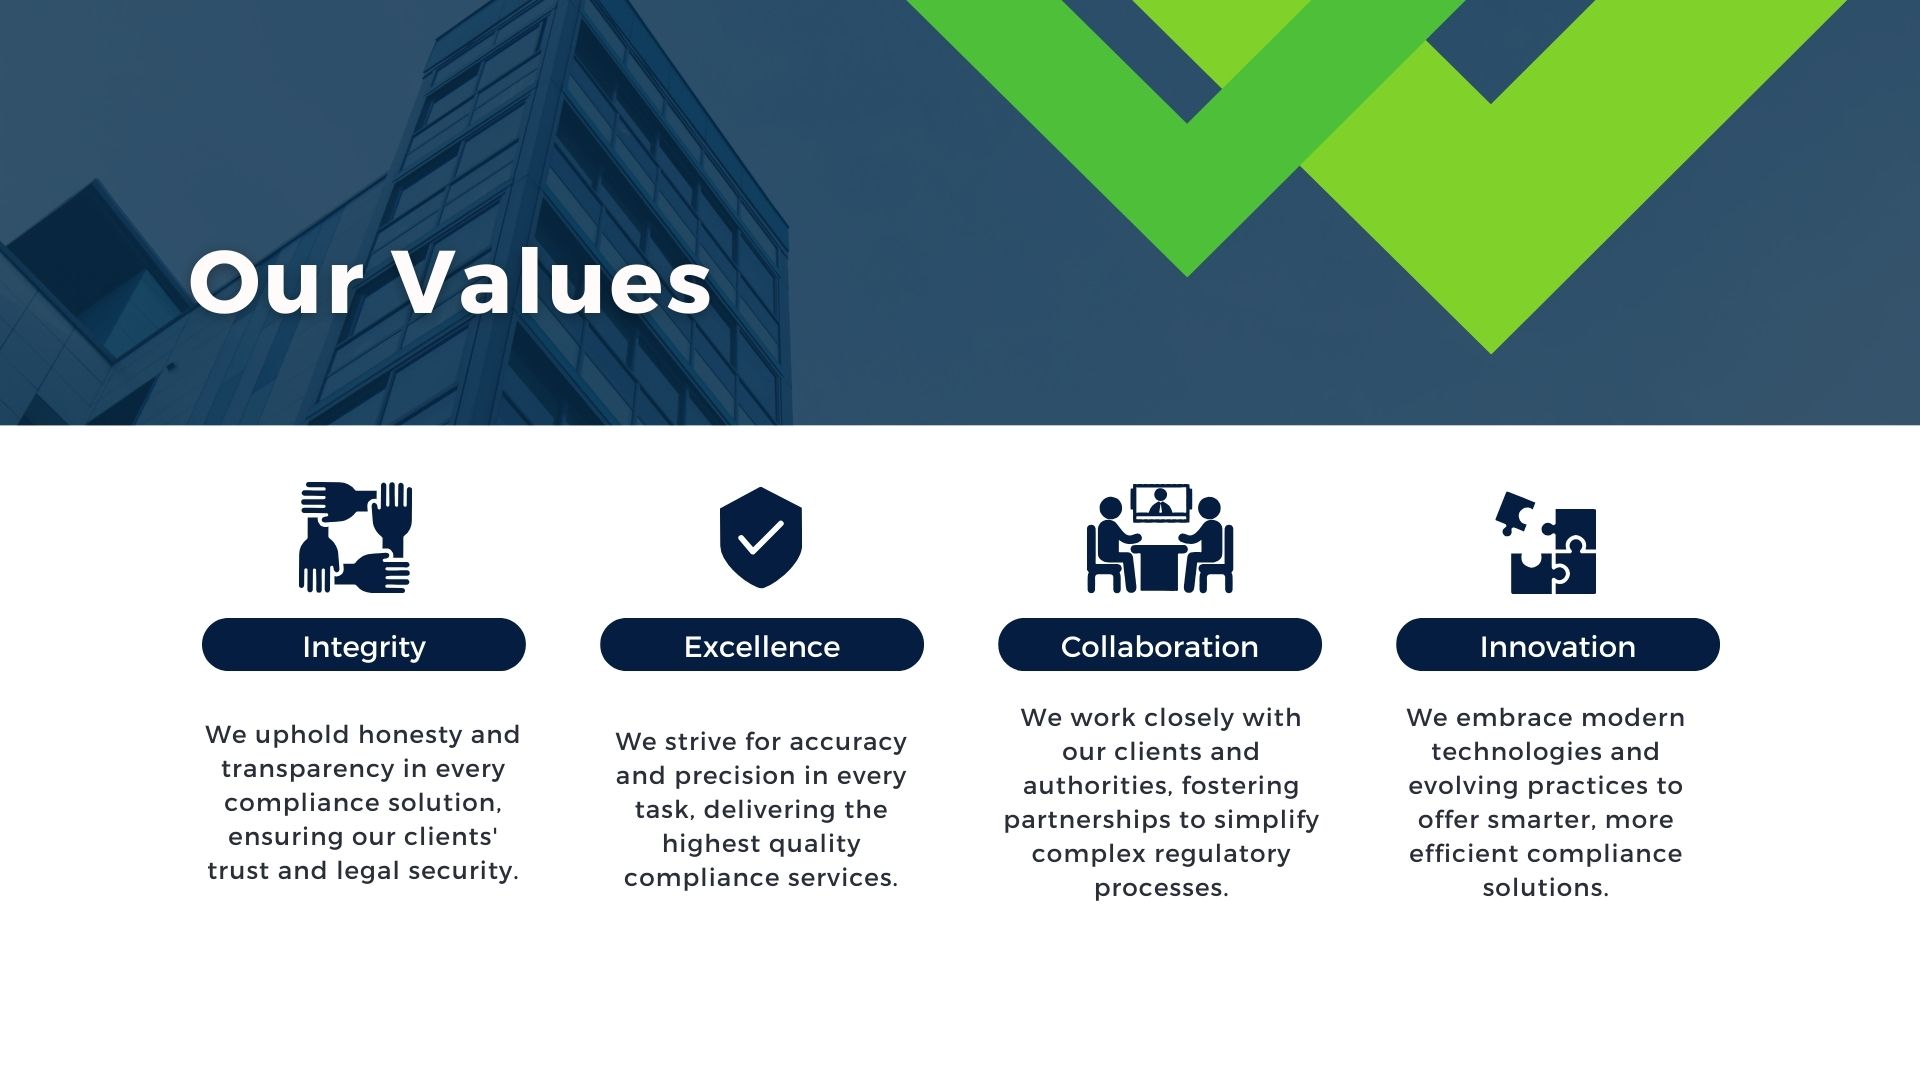 Our Values
Integrity
We uphold honesty and
transparency in every
compliance solution,
ensuring our clients'
trust and legal security.
Excellence
We strive for accuracy
and precision in every
task, delivering the
highest quality
compliance services.
Collaboration
We work closely with
our clients and
authorities, fostering
partnerships to simplify
complex regulatory
processes.
Innovation
We embrace modern
technologies and
evolving practices to
offer smarter, more
efficient compliance
solutions.